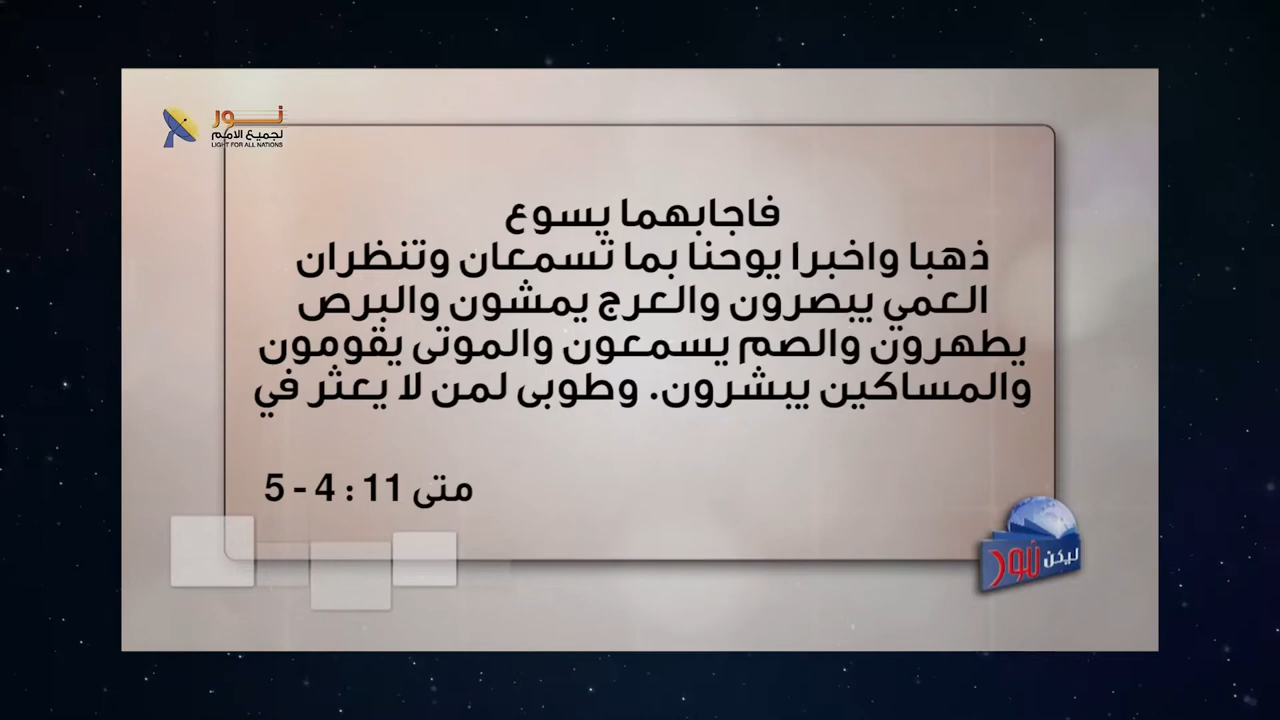 نور
لجميع الامم
LIGHT FOR ALL NATIONS
فاجابهما يسوع
ذهبا واخبرا يوحنا بما تسمعان وتنظران
العمي يبصرون والعرج يمشون والبرص
يطهرون والصم يسمعون والموتى يقومون
والمساكين يبشرون. وطوبى لمن لا يعثر في
متى 11 : 4 - 5
ليكن نور